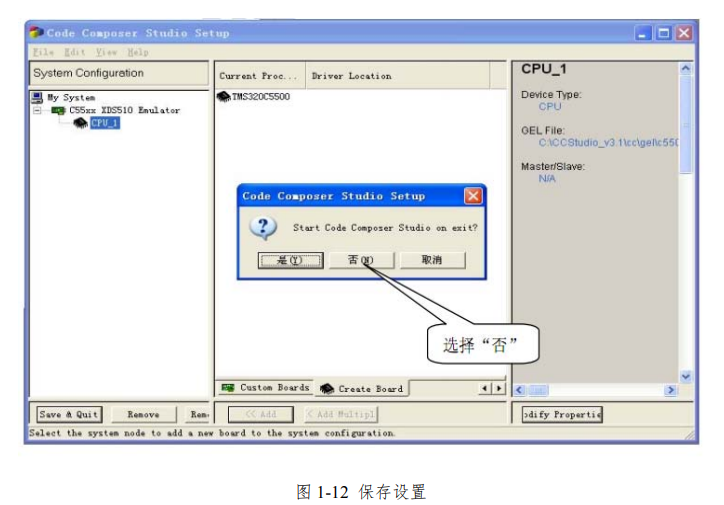 Code Composer Studio Setup
File Edit View Help
System Configuration
Current Proc... Driver Location
CPU_1
My System
C55xx XDS510 Emulator
CPU_1
TMS320C5500
Device Type:
CPU
GEL File:
C:\CCStudio_v3.1\cc\gel\c550
Master/Slave:
N/A
Code Composer Studio Setup
Start Code Composer Studio on exit?
是(Y) 否(N) 取消
选择“否”
Custom Boards Create Board
Save & Quit Remove Rem
<< Add < Add Multipl
odify Propertie
Select the system node to add a new board to the system configuration.
图 1-12 保存设置